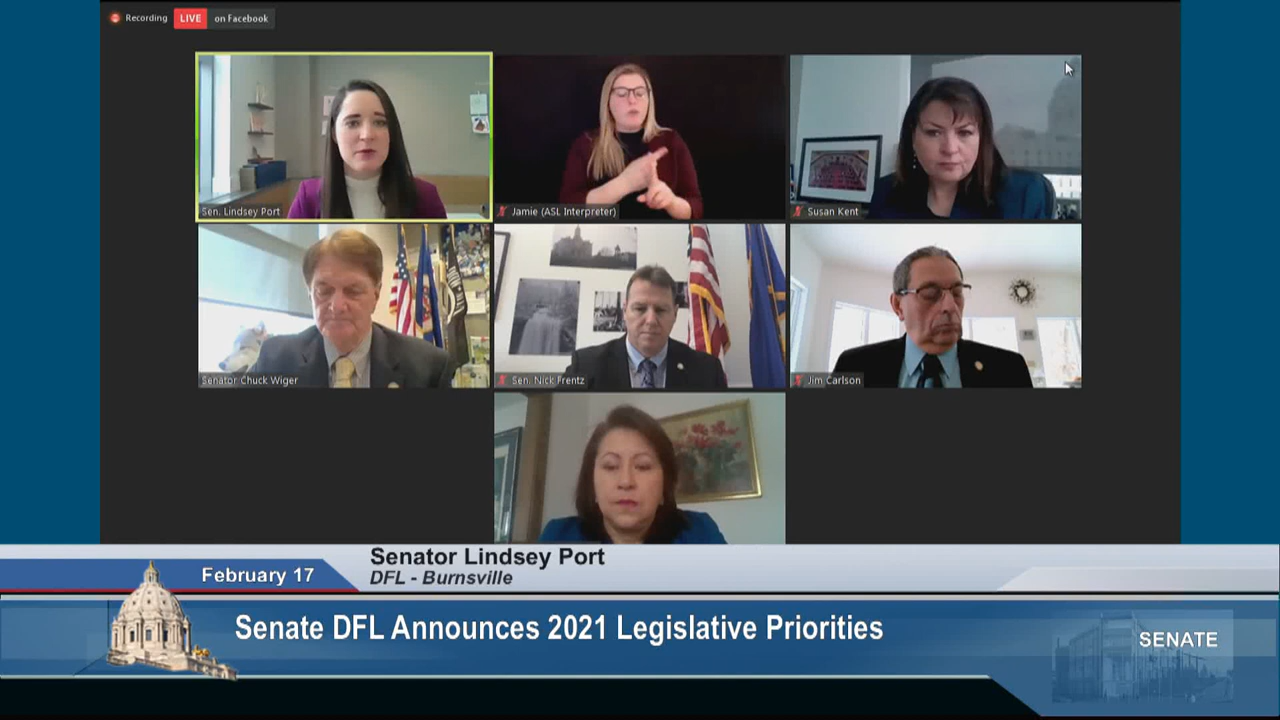 Recording
LIVE
on Facebook
Sen. Lindsey Port
Jamie (ASL Interpreter)
Susan Kent
Senator Chuck Wiger
Sen. Nick Frentz
Jim Carlson
Senator Lindsey Port
DFL - Burnsville
February 17
Senate DFL Announces 2021 Legislative Priorities
SENATE